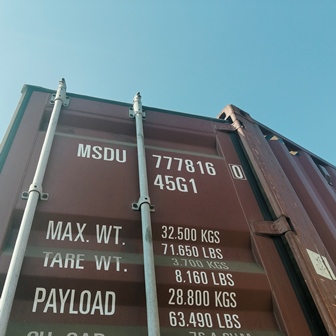 MSDU 777816 0
45G1
MAX. WT. 32.500 KGS
71.650 LBS
TARE WT. 3.700 KGS
8.160 LBS
PAYLOAD 28.800 KGS
63.490 LBS